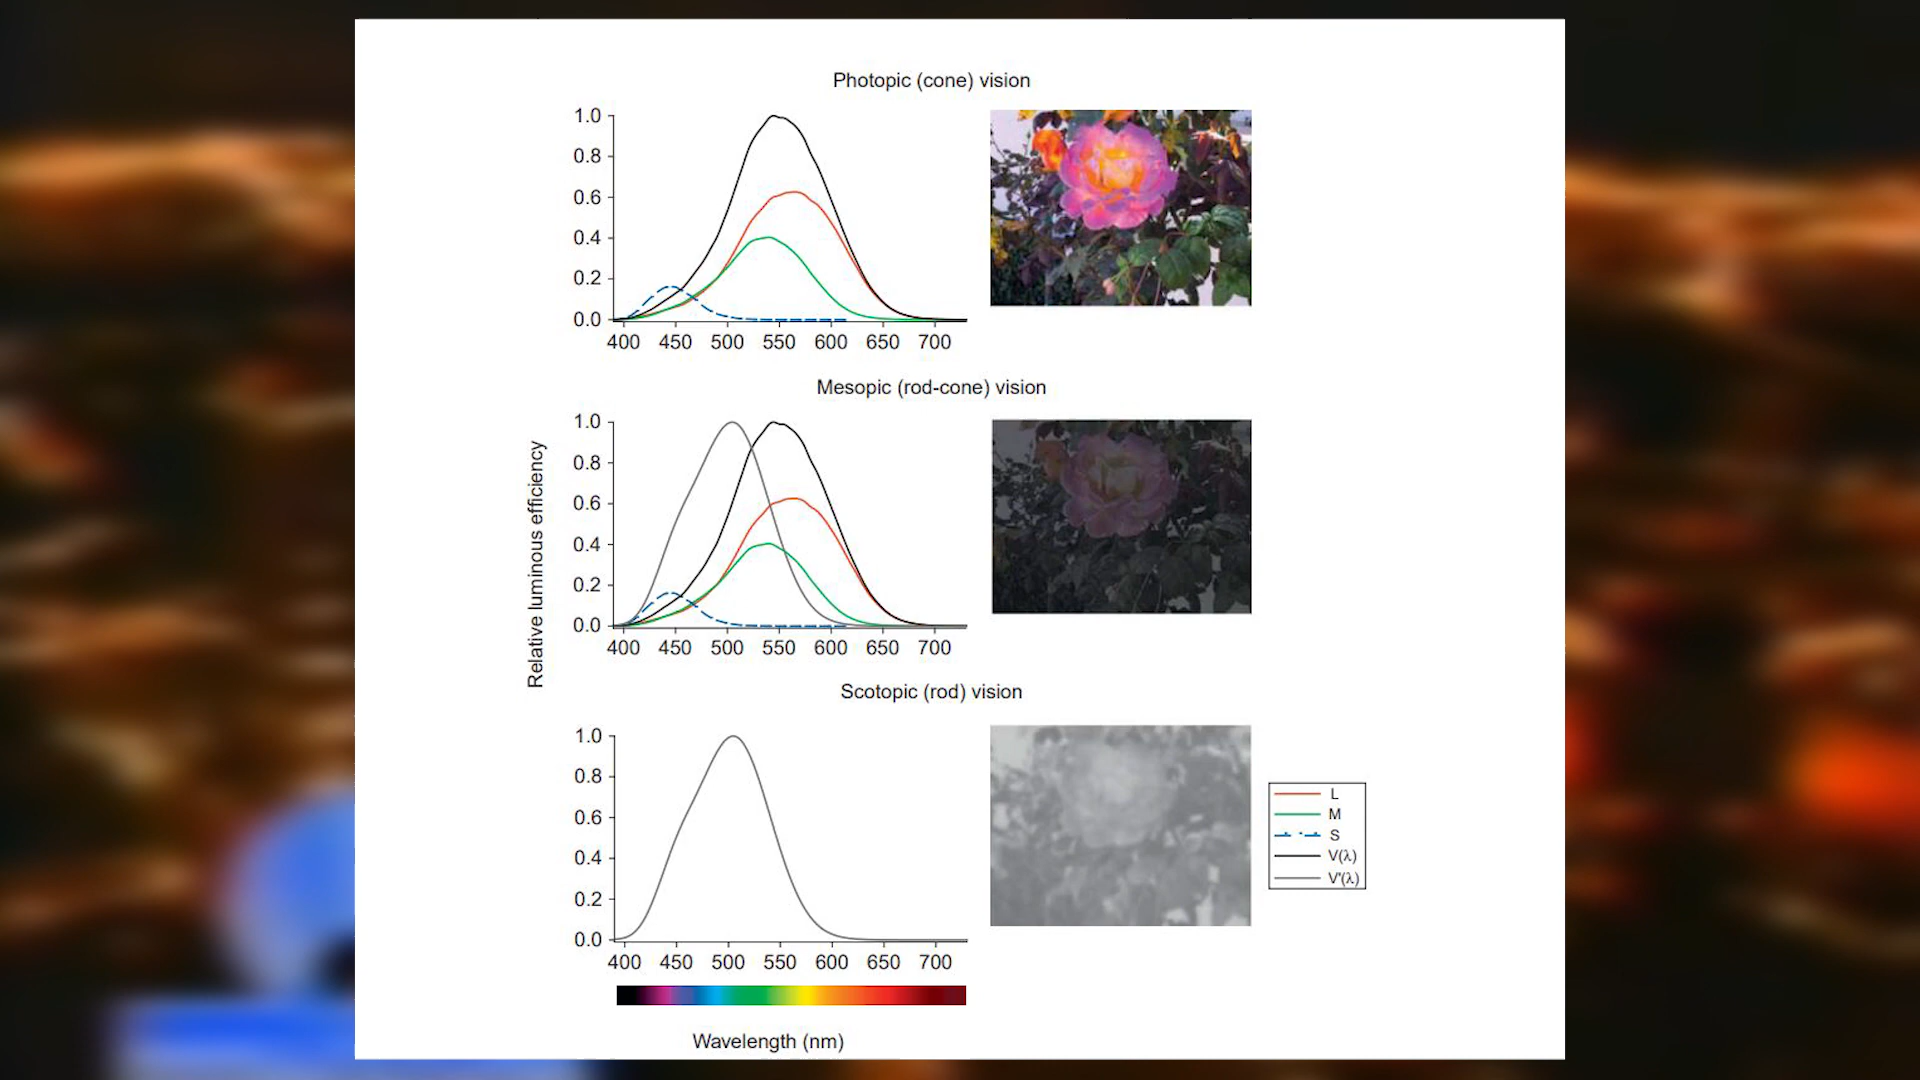 Photopic (cone) vision
1.0
0.8
0.6
0.4
0.2
0.0
400 450 500 550 600 650 700
Mesopic (rod-cone) vision
Relative luminous efficiency
1.0
0.8
0.6
0.4
0.2
0.0
400 450 500 550 600 650 700
Scotopic (rod) vision
1.0
0.8
0.6
0.4
0.2
0.0
400 450 500 550 600 650 700
L
M
S
V(λ)
V'(λ)
Wavelength (nm)